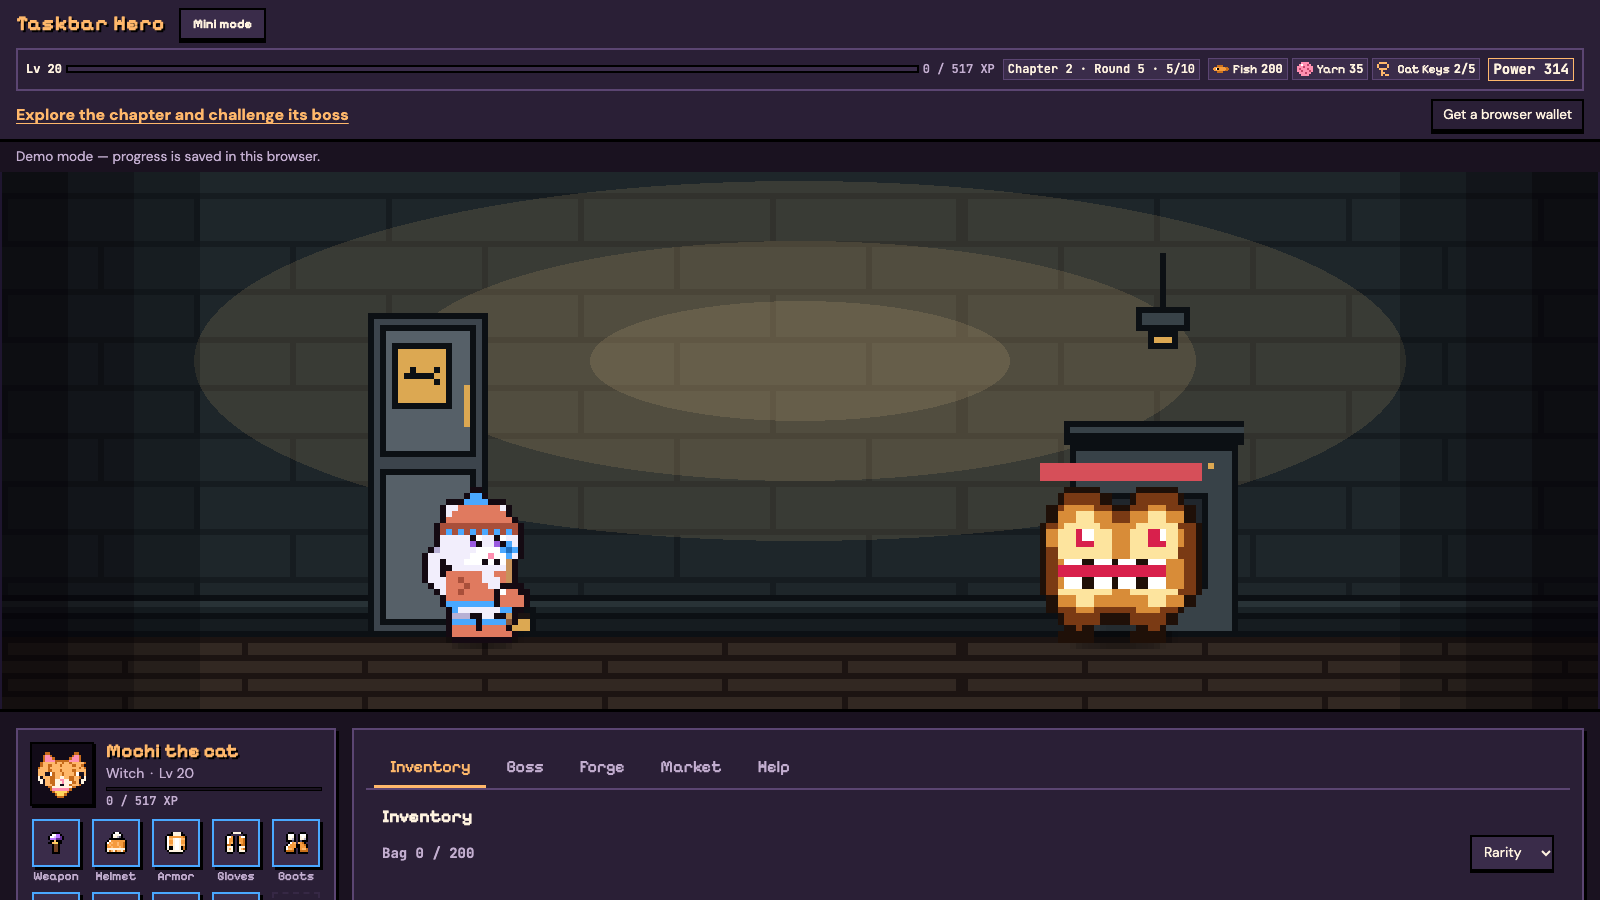 Taskbar Hero
Mini mode
Lv 20
0 / 517 XP
Chapter 2 · Round 5 · 5/10
Fish 200
Yarn 35
Cat Keys 2/5
Power 314
Explore the chapter and challenge its boss
Get a browser wallet
Demo mode — progress is saved in this browser.
Mochi the cat
Witch · Lv 20
0 / 517 XP
Weapon
Helmet
Armor
Gloves
Boots
Inventory
Boss
Forge
Market
Help
Inventory
Bag 0 / 200
Rarity